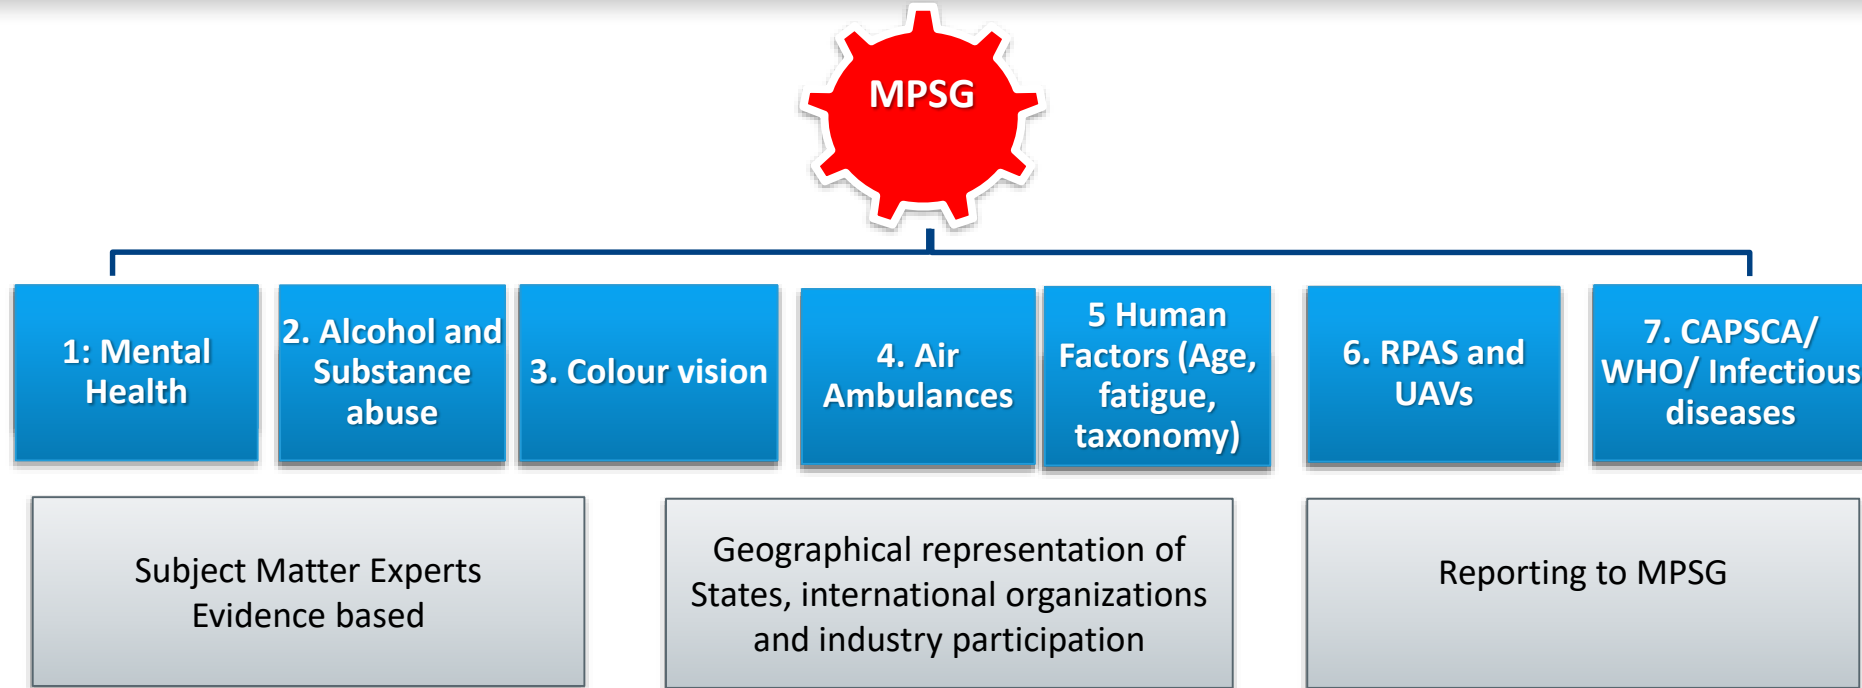 MPSG
1: Mental
Health
2. Alcohol and
Substance
abuse
3. Colour vision
4. Air
Ambulances
5 Human
Factors (Age,
fatigue,
taxonomy)
6. RPAS and
UAVs
7. CAPSCA/
WHO/ Infectious
diseases
Subject Matter Experts
Evidence based
Geographical representation of
States, international organizations
and industry participation
Reporting to MPSG